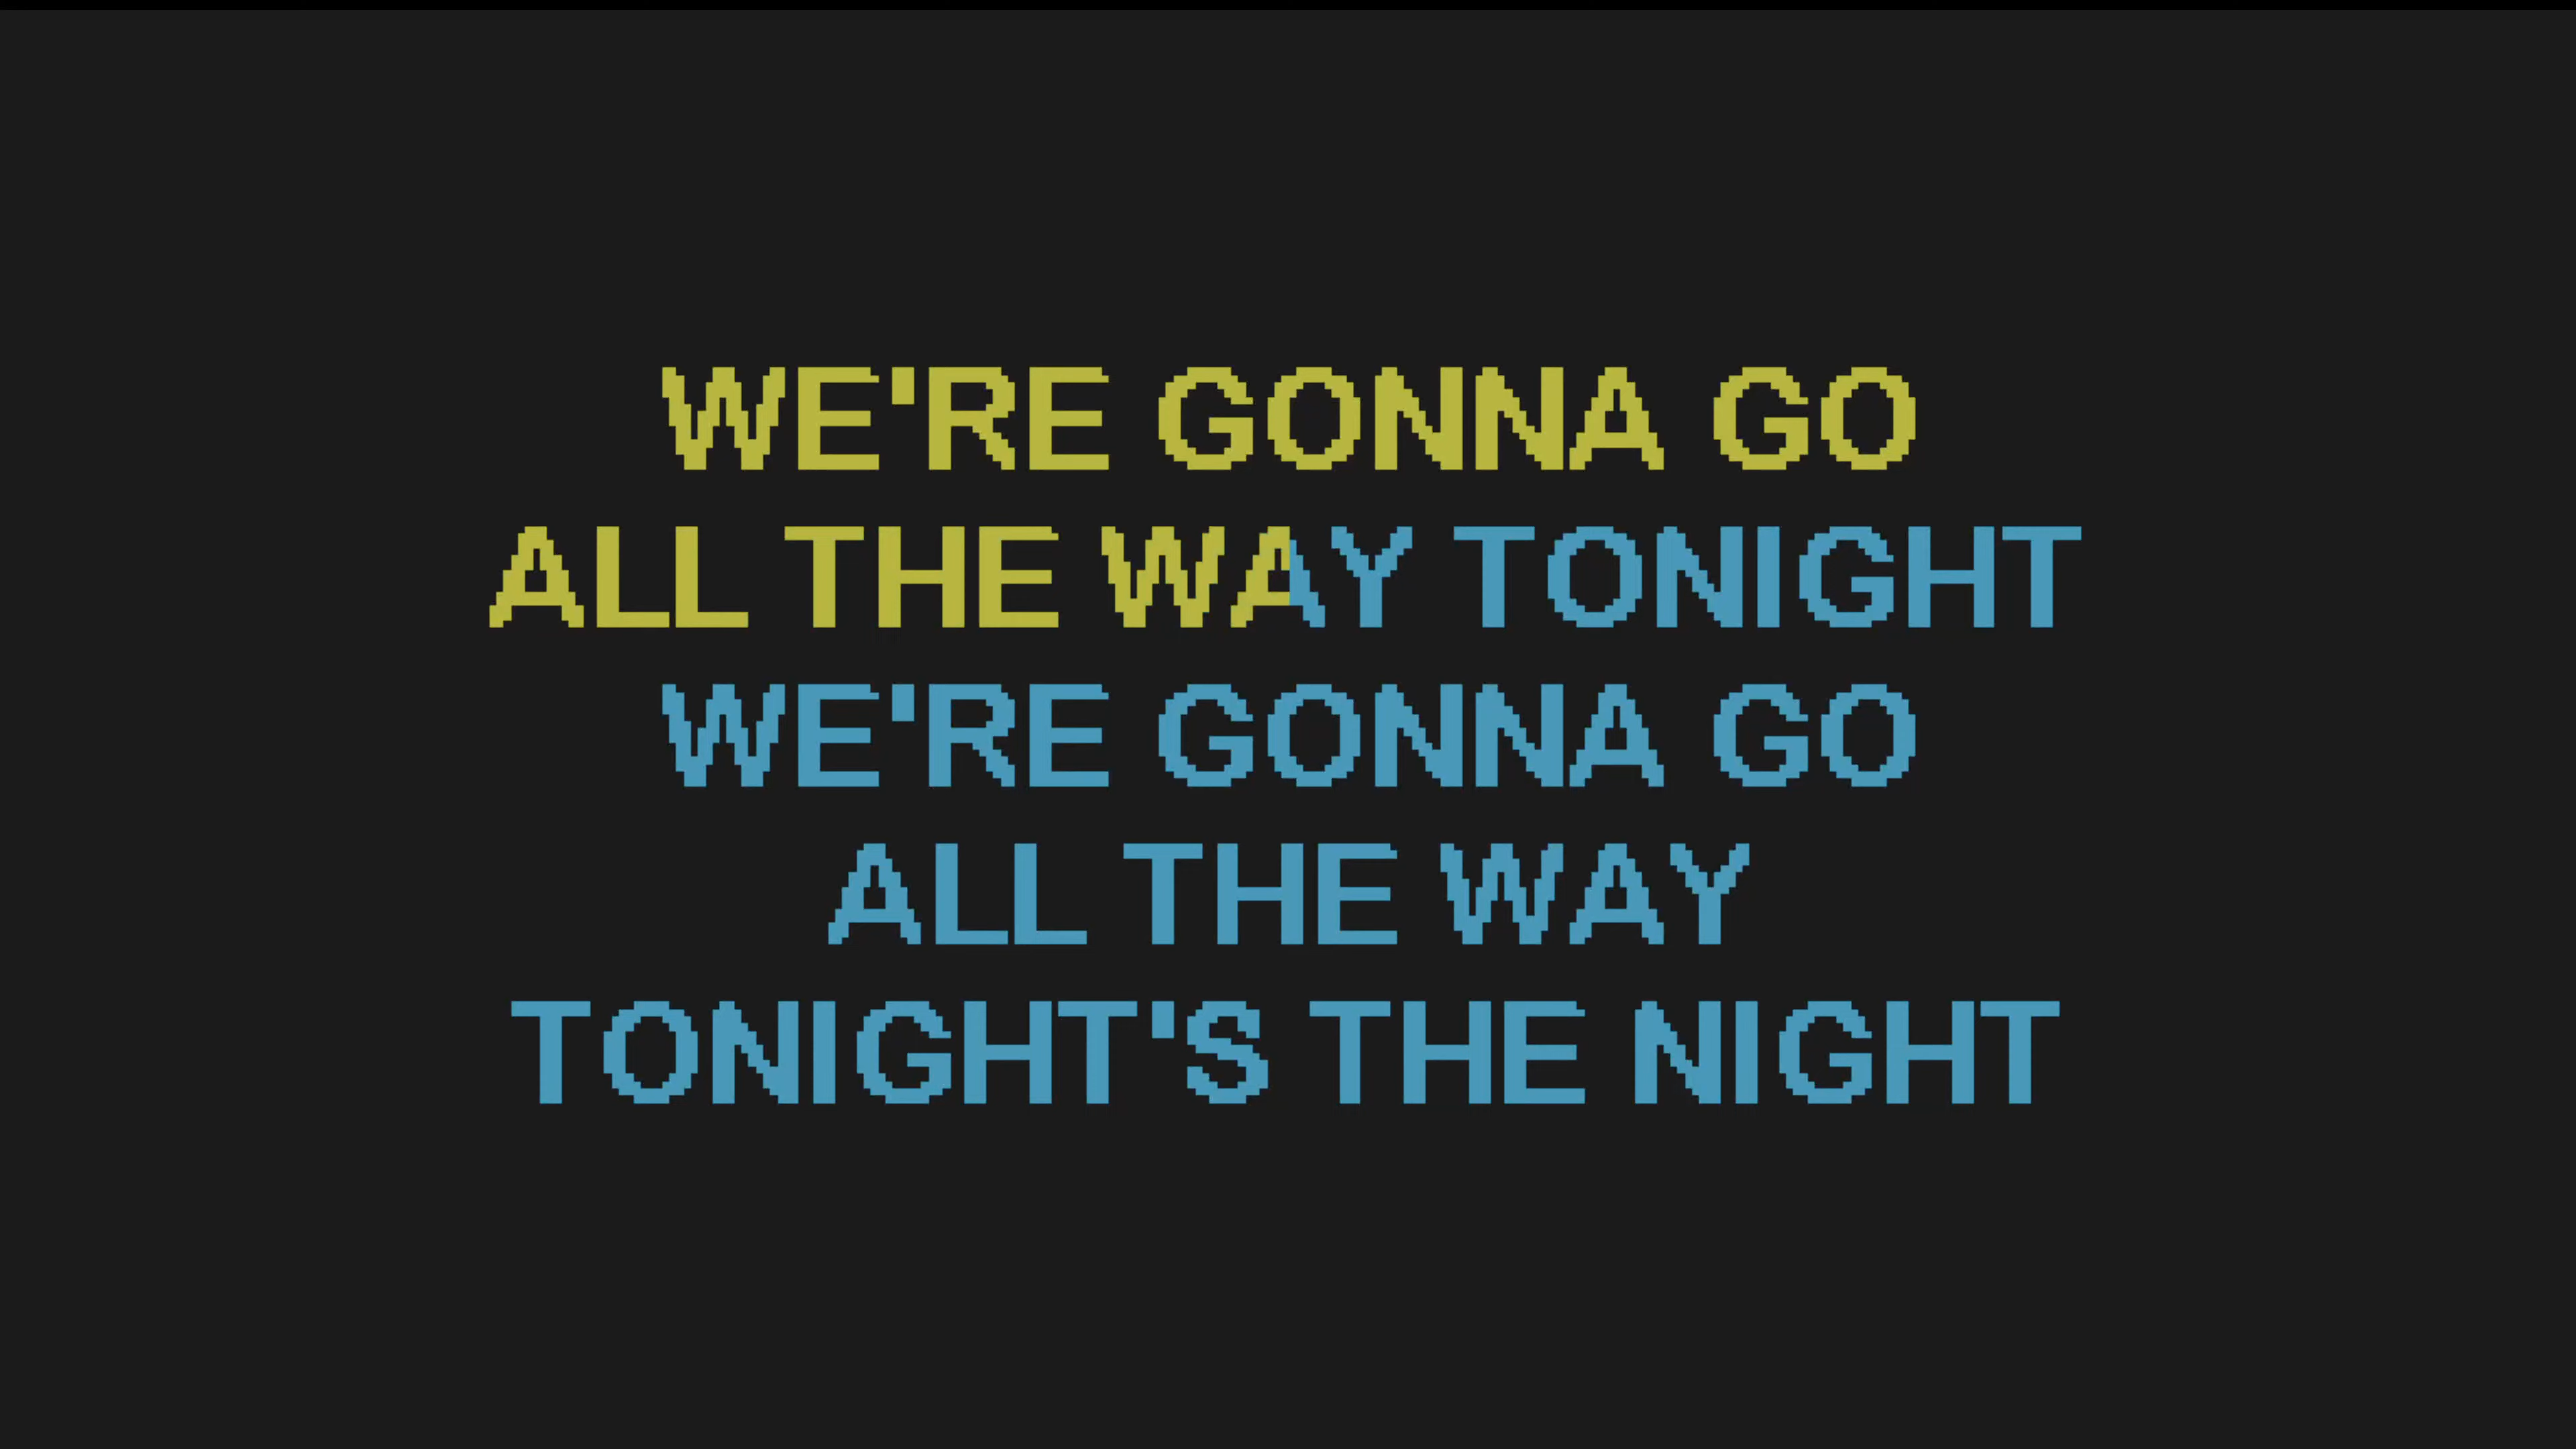 WE'RE GONNA GO
ALL THE WAY TONIGHT
WE'RE GONNA GO
ALL THE WAY
TONIGHT'S THE NIGHT